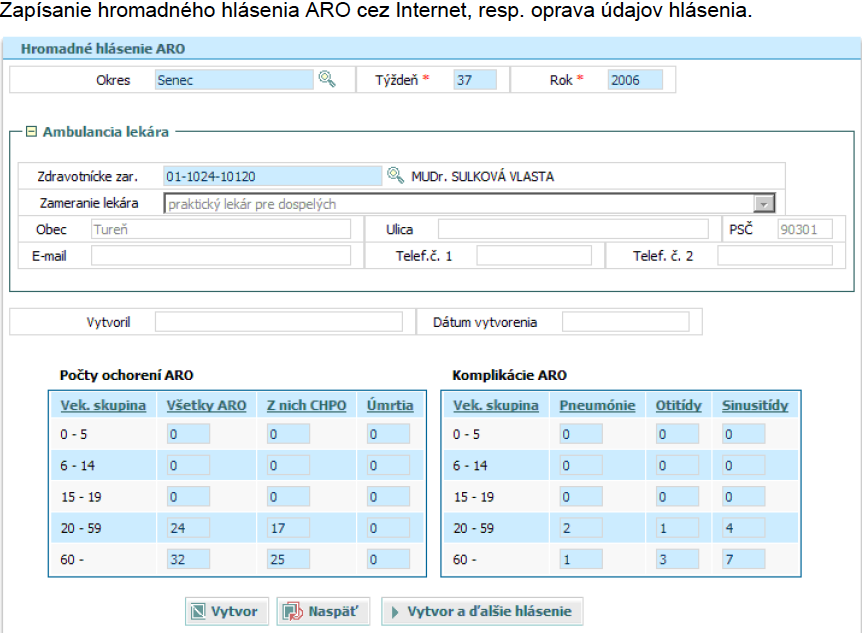 Zapísanie hromadného hlásenia ARO cez Internet, resp. oprava údajov hlásenia.
Hromadné hlásenie ARO
Okres Senec Týždeň * 37 Rok * 2006
Ambulancia lekára
Zdravotnícke zar. 01-1024-10120 MUDr. SULKOVÁ VLASTA
Zameranie lekára praktický lekár pre dospelých
Obec Tureň Ulica PSČ 90301
E-mail Telef.č. 1 Telef. č. 2
Vytvoril Dátum vytvorenia
Počty ochorení ARO Komplikácie ARO
Vek. skupina Všetky ARO Z nich CHPO Úmrtia Vek. skupina Pneumónie Otitídy Sinusitídy
0 - 5 0 0 0 0 - 5 0 0 0
6 - 14 0 0 0 6 - 14 0 0 0
15 - 19 0 0 0 15 - 19 0 0 0
20 - 59 24 17 0 20 - 59 2 1 4
60 - 32 25 0 60 - 1 3 7
Vytvor Naspäť Vytvor a ďalšie hlásenie